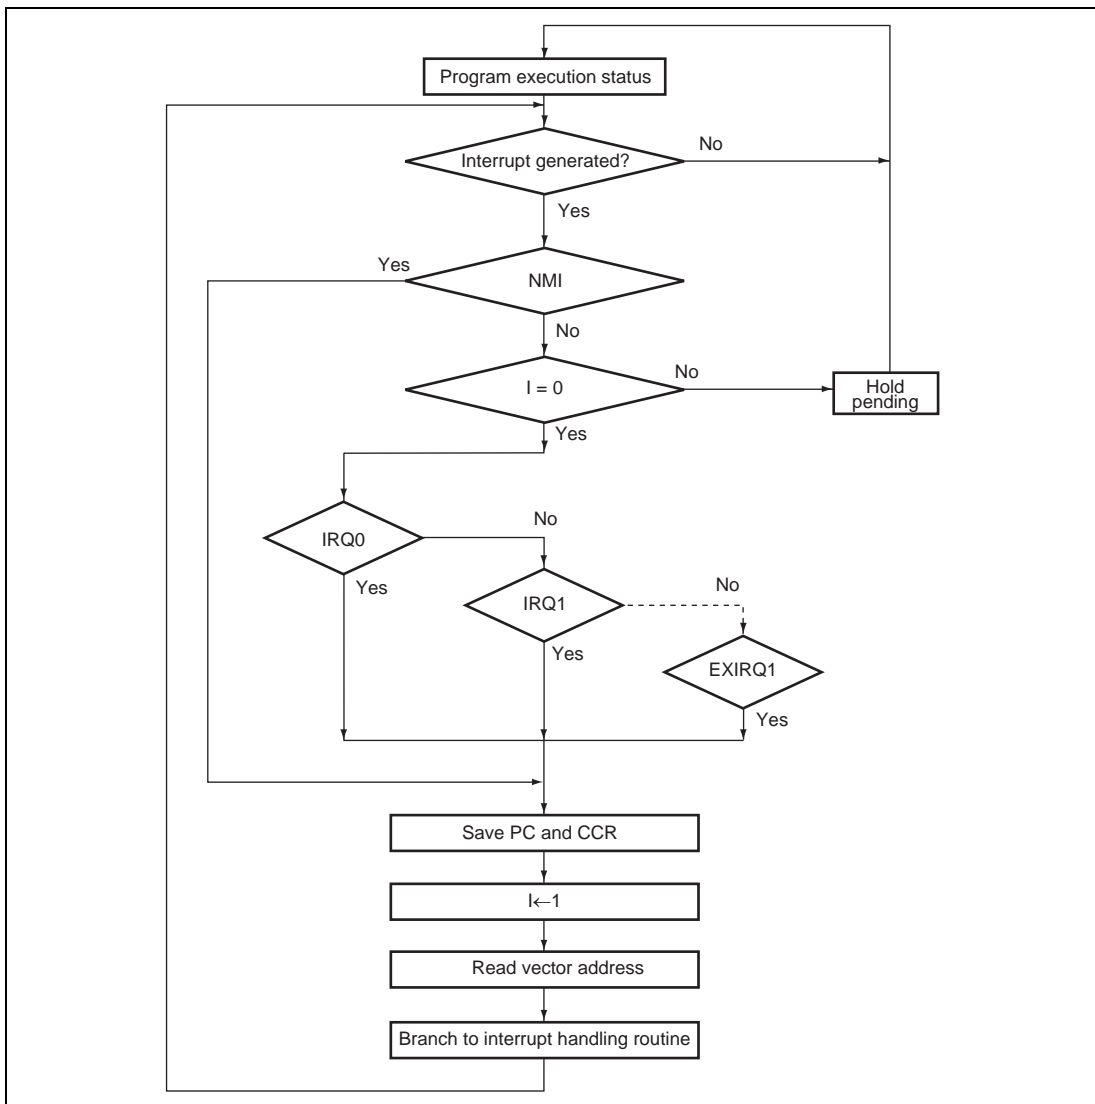 Program execution status
Interrupt generated?
No
Yes
Yes
NMI
No
I = 0
No
Hold
pending
Yes
IRQ0
No
Yes
IRQ1
No
Yes
EXIRQ1
Yes
Save PC and CCR
I←1
Read vector address
Branch to interrupt handling routine